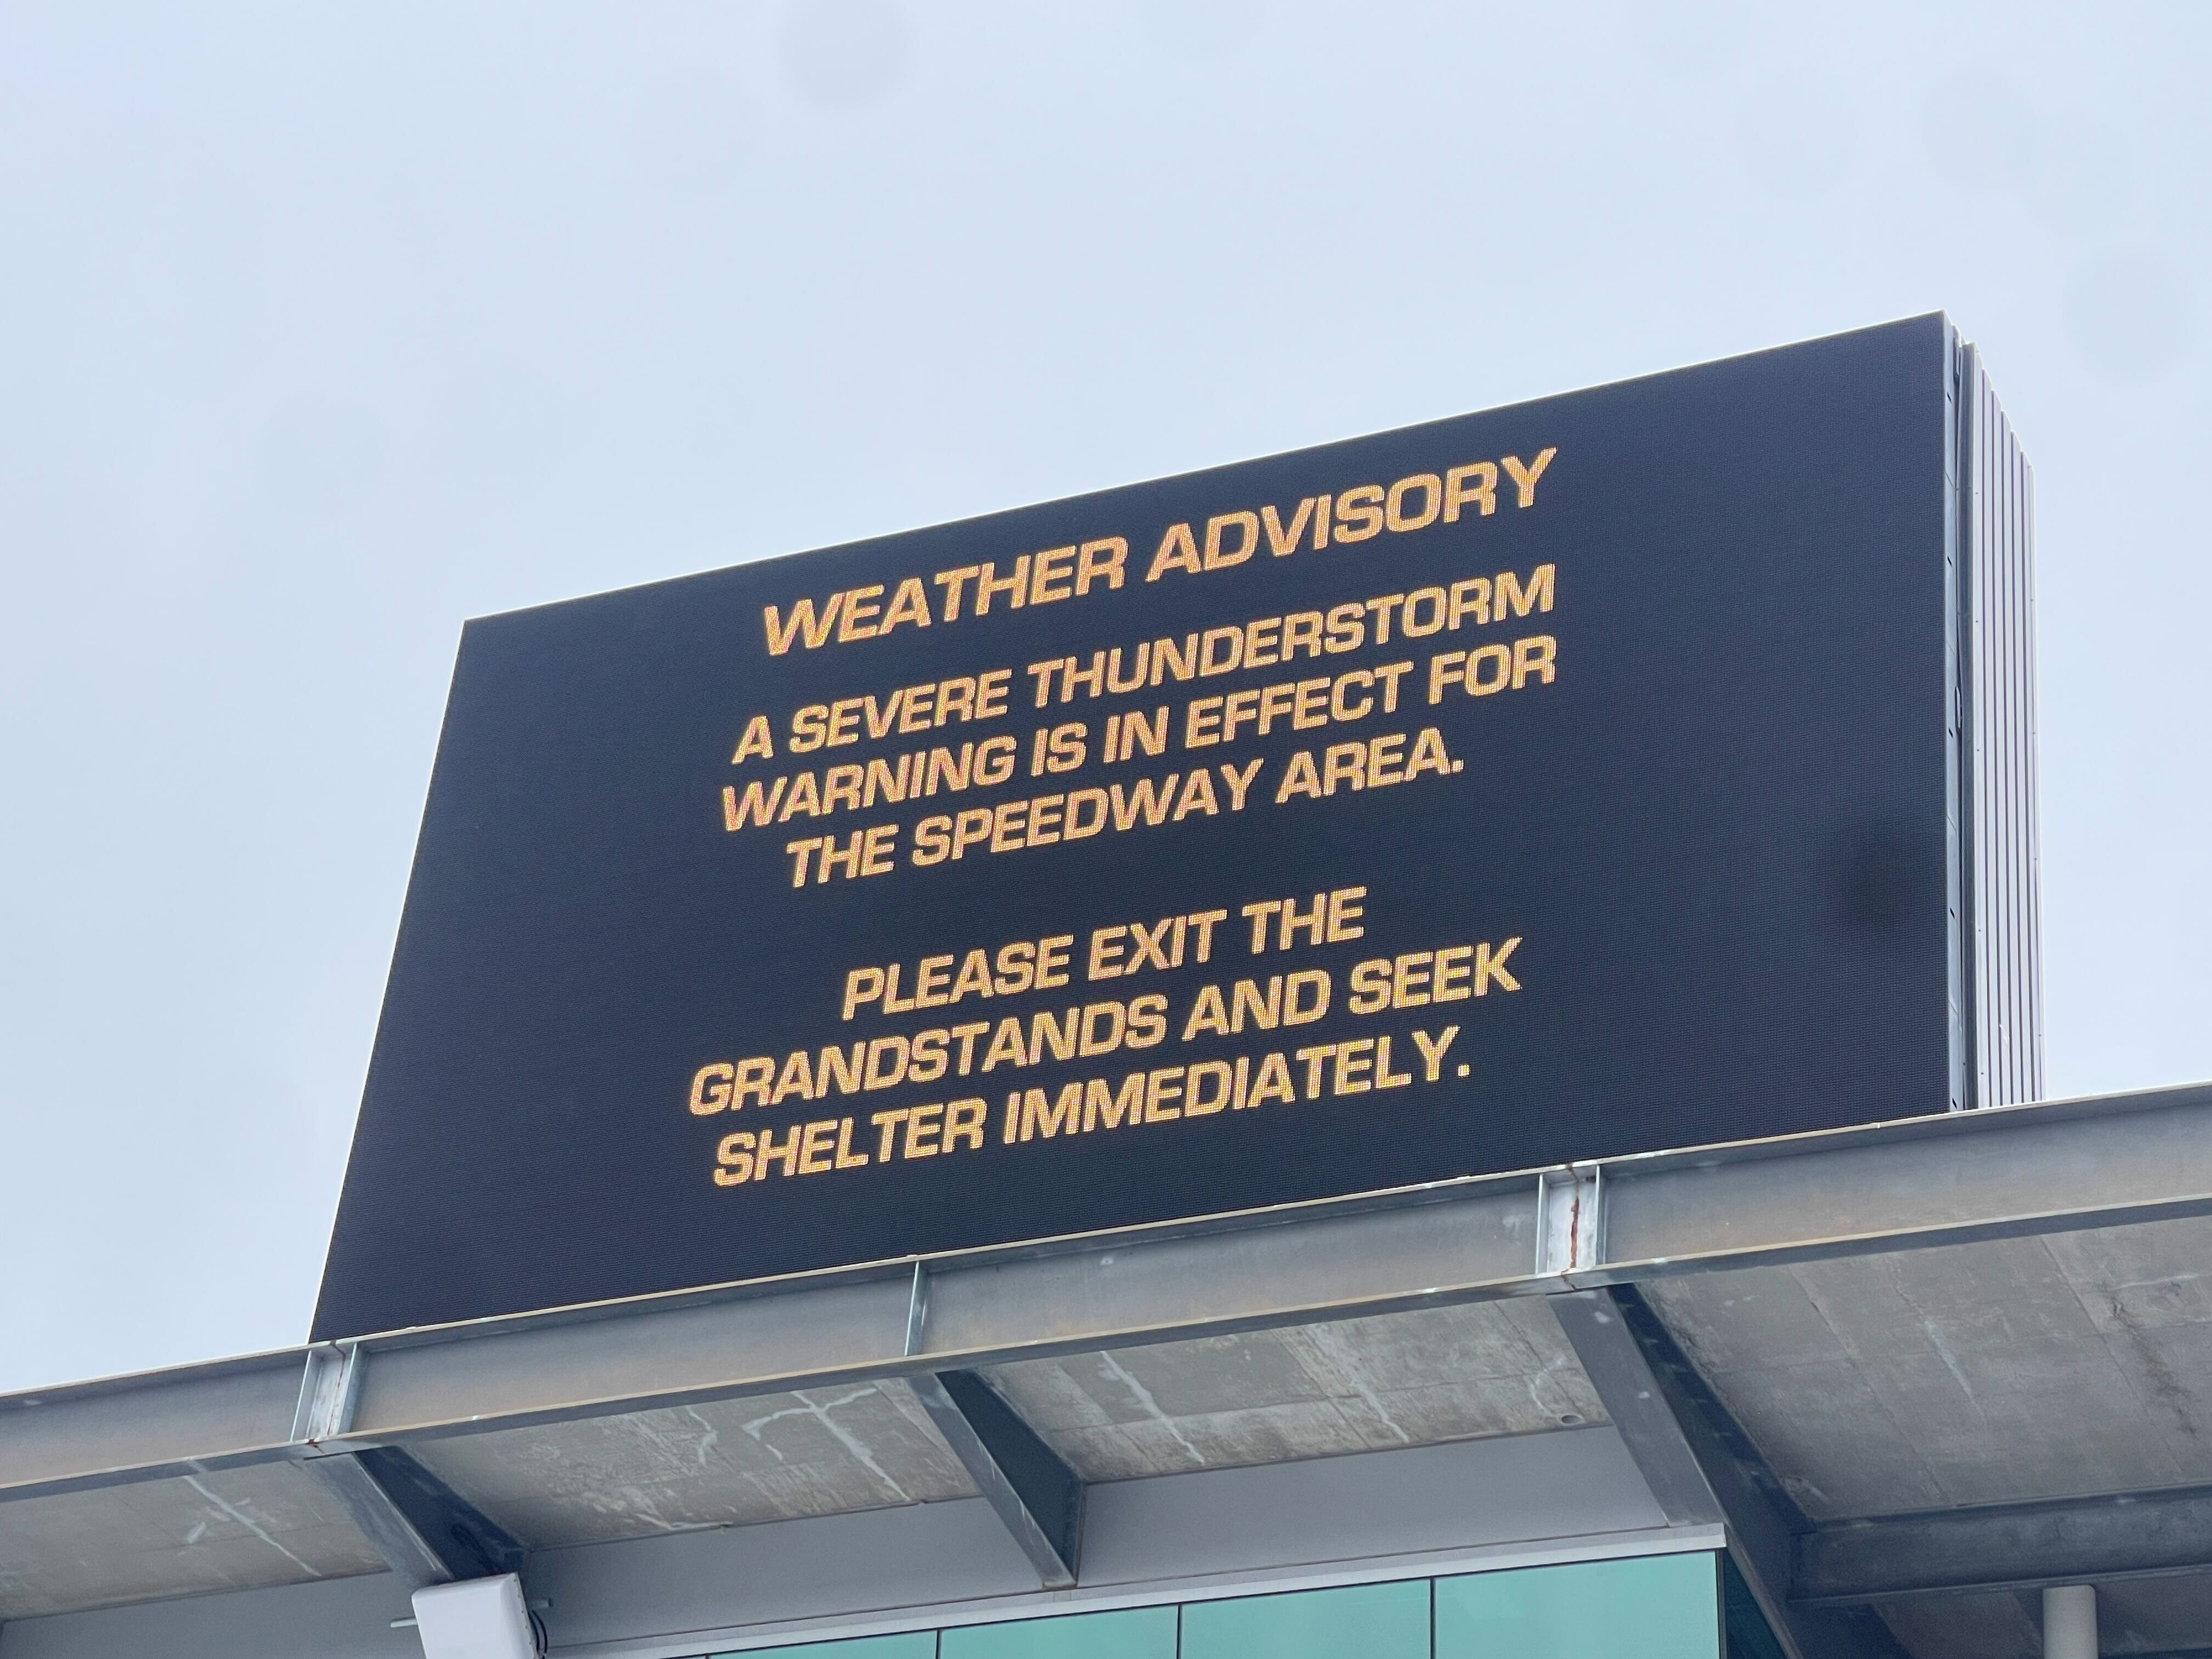 WEATHER ADVISORY
A SEVERE THUNDERSTORM
WARNING IS IN EFFECT FOR
THE SPEEDWAY AREA.
PLEASE EXIT THE
GRANDSTANDS AND SEEK
SHELTER IMMEDIATELY.